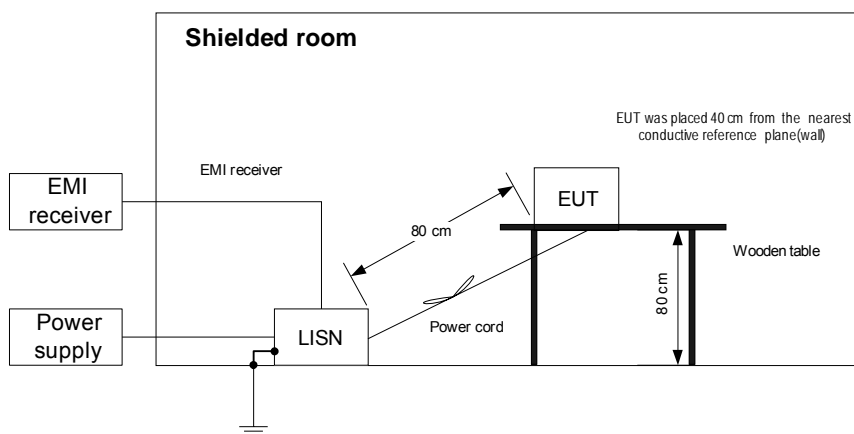 Shielded room
EUT was placed 40 cm from the nearest
conductive reference plane(wall)
EMI receiver
EMI
receiver
EUT
80 cm
Wooden table
80 cm
Power cord
LISN
Power
supply